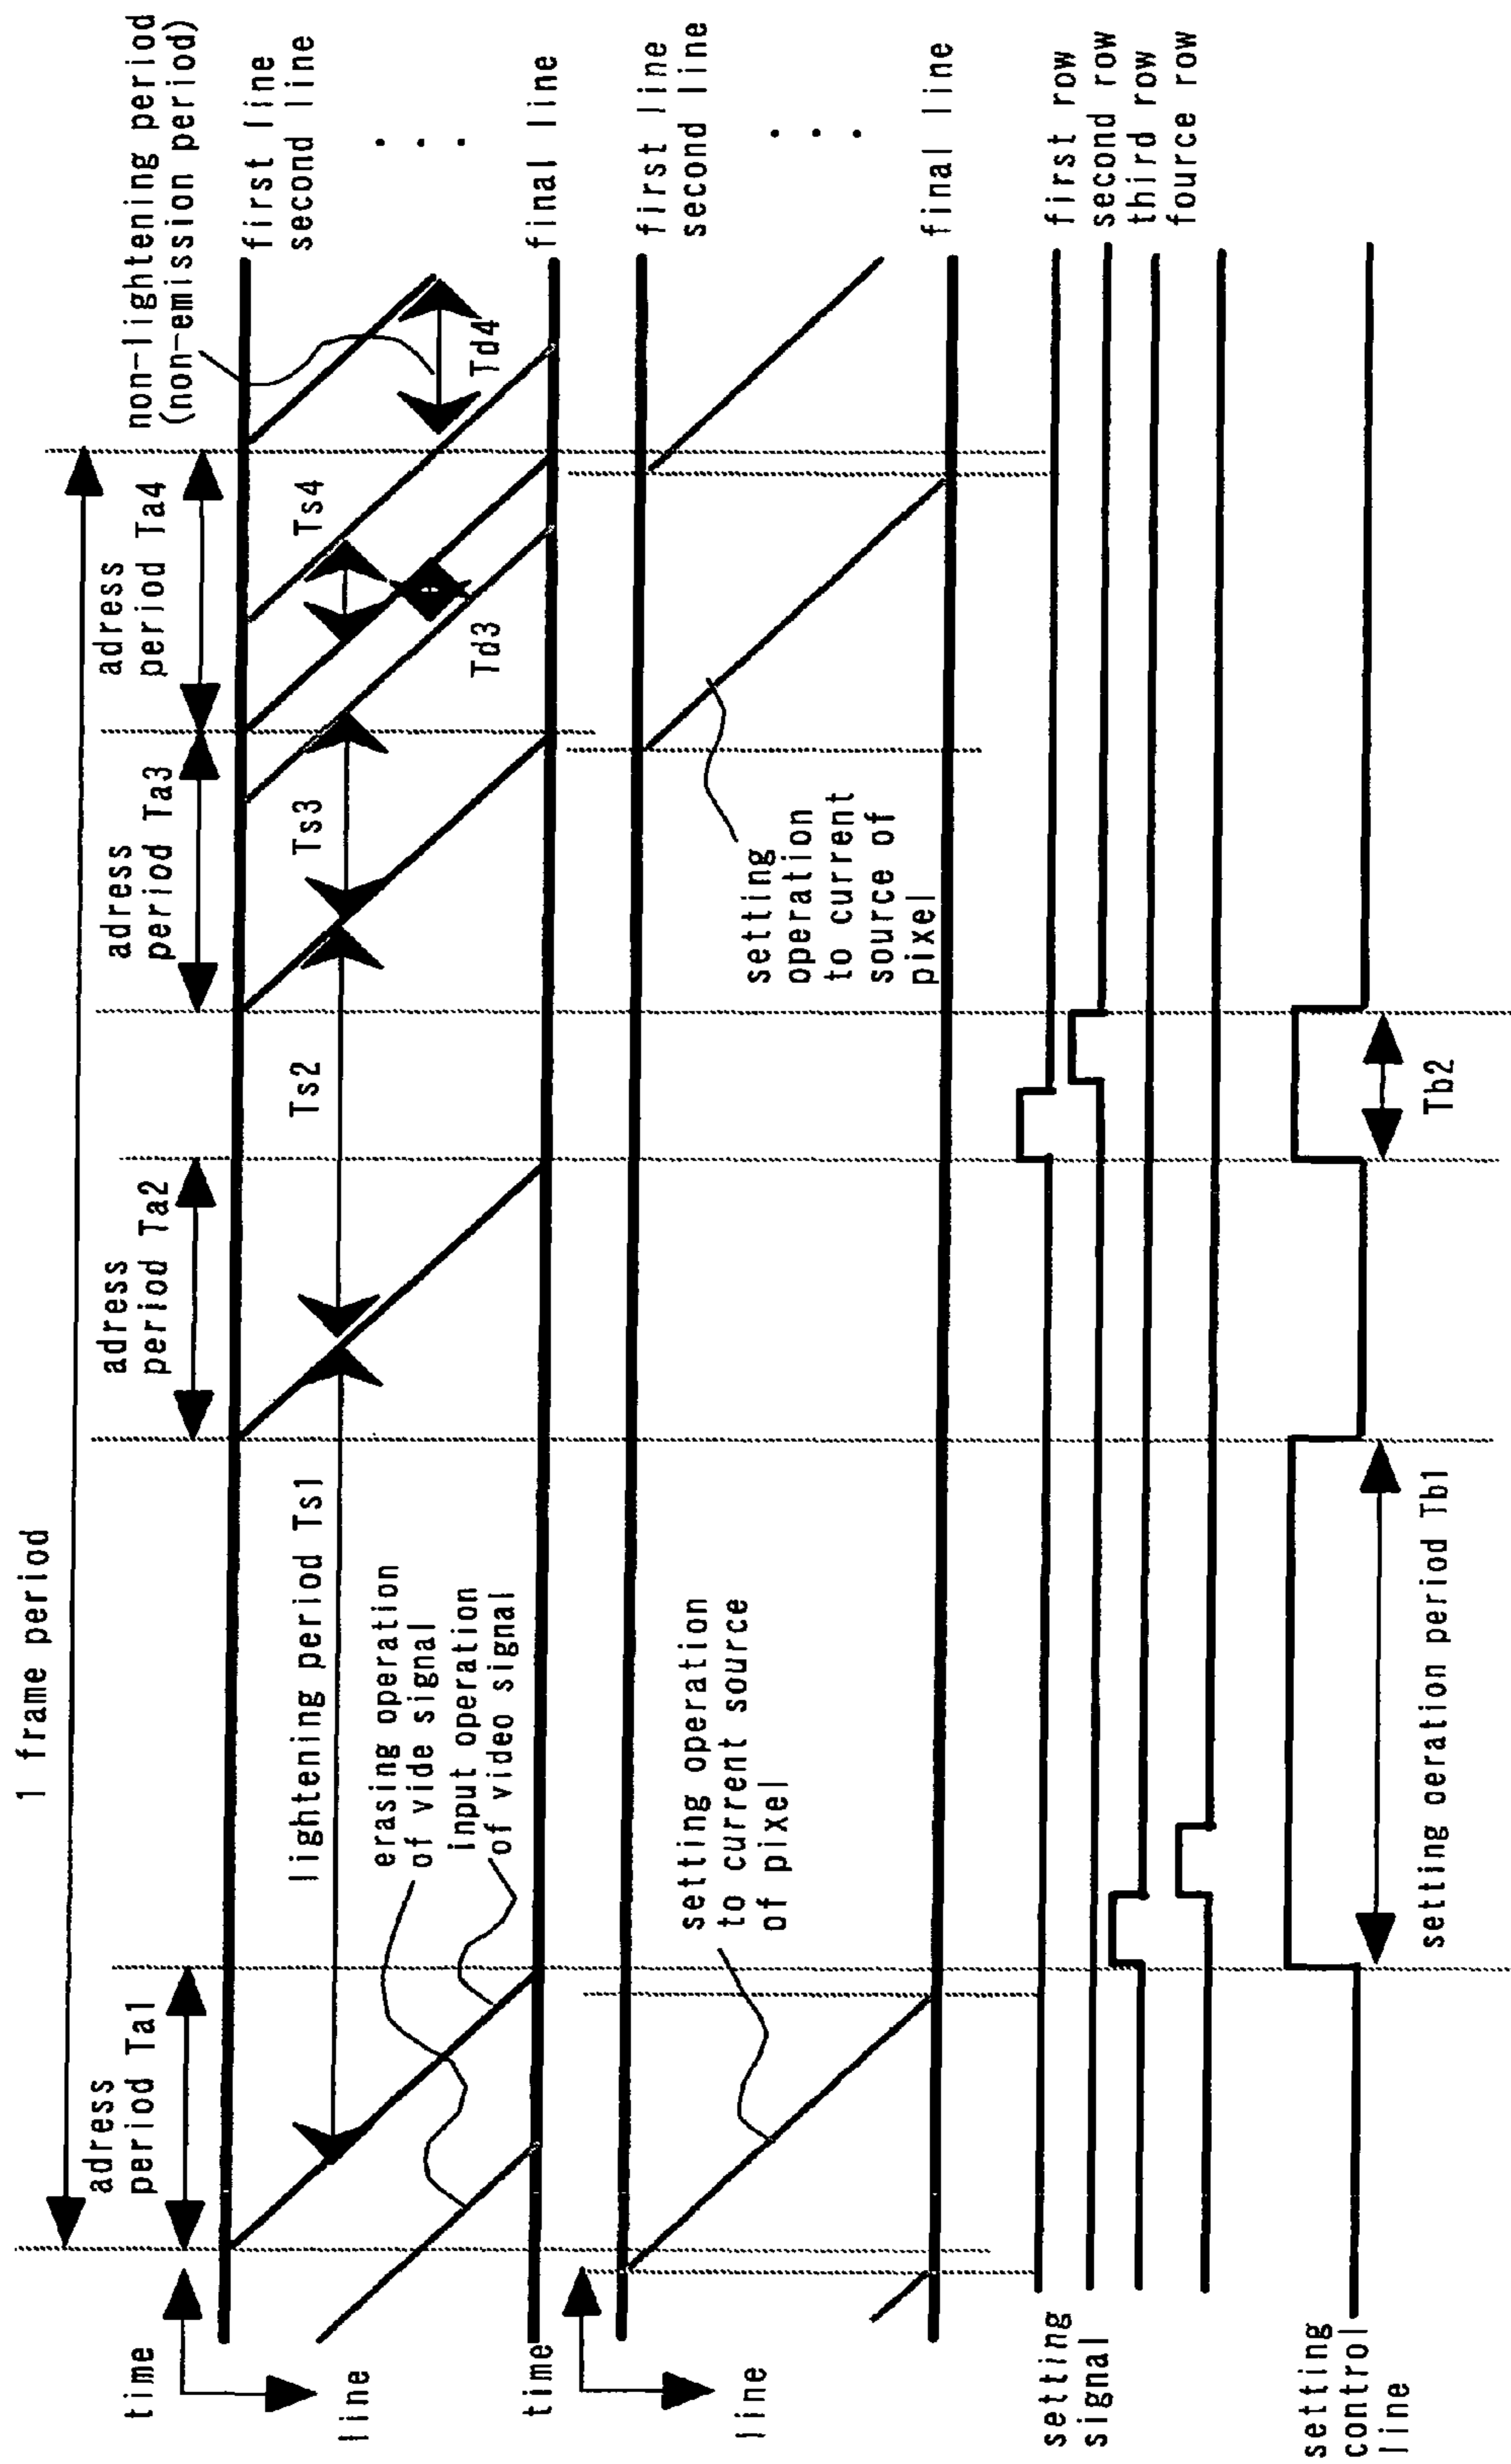 1 frame period
adress
period Ta1
adress
period Ta2
adress
period Ta3
adress
period Ta4
non-lightening period
(non-emission period)
time
line
lightening period Ts1
Ts2
Ts3
Ts4
Td3
Td4
erasing operation
of vide signal
input operation
of video signal
first line
second line
final line
time
line
setting operation
to current source
of pixel
setting
operation
to current
source of
pixel
first line
second line
final line
setting
signal
first row
second row
third row
fource row
setting
control
line
setting oeration period Tb1
Tb2